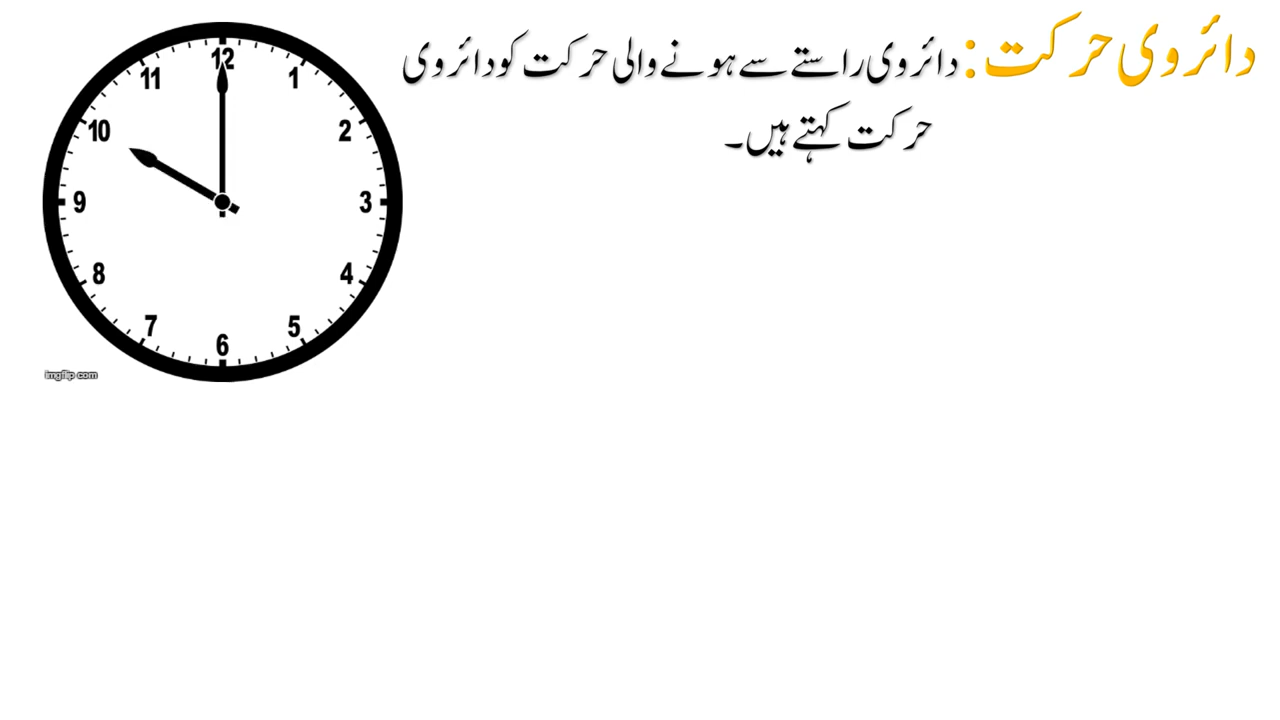 دائروی حرکت: دائروی راستے سے ہونے والی حرکت کو دائروی
حرکت کہتے ہیں۔
12
11 1
10 2
9 3
8 4
7 5
6
imgflip.com